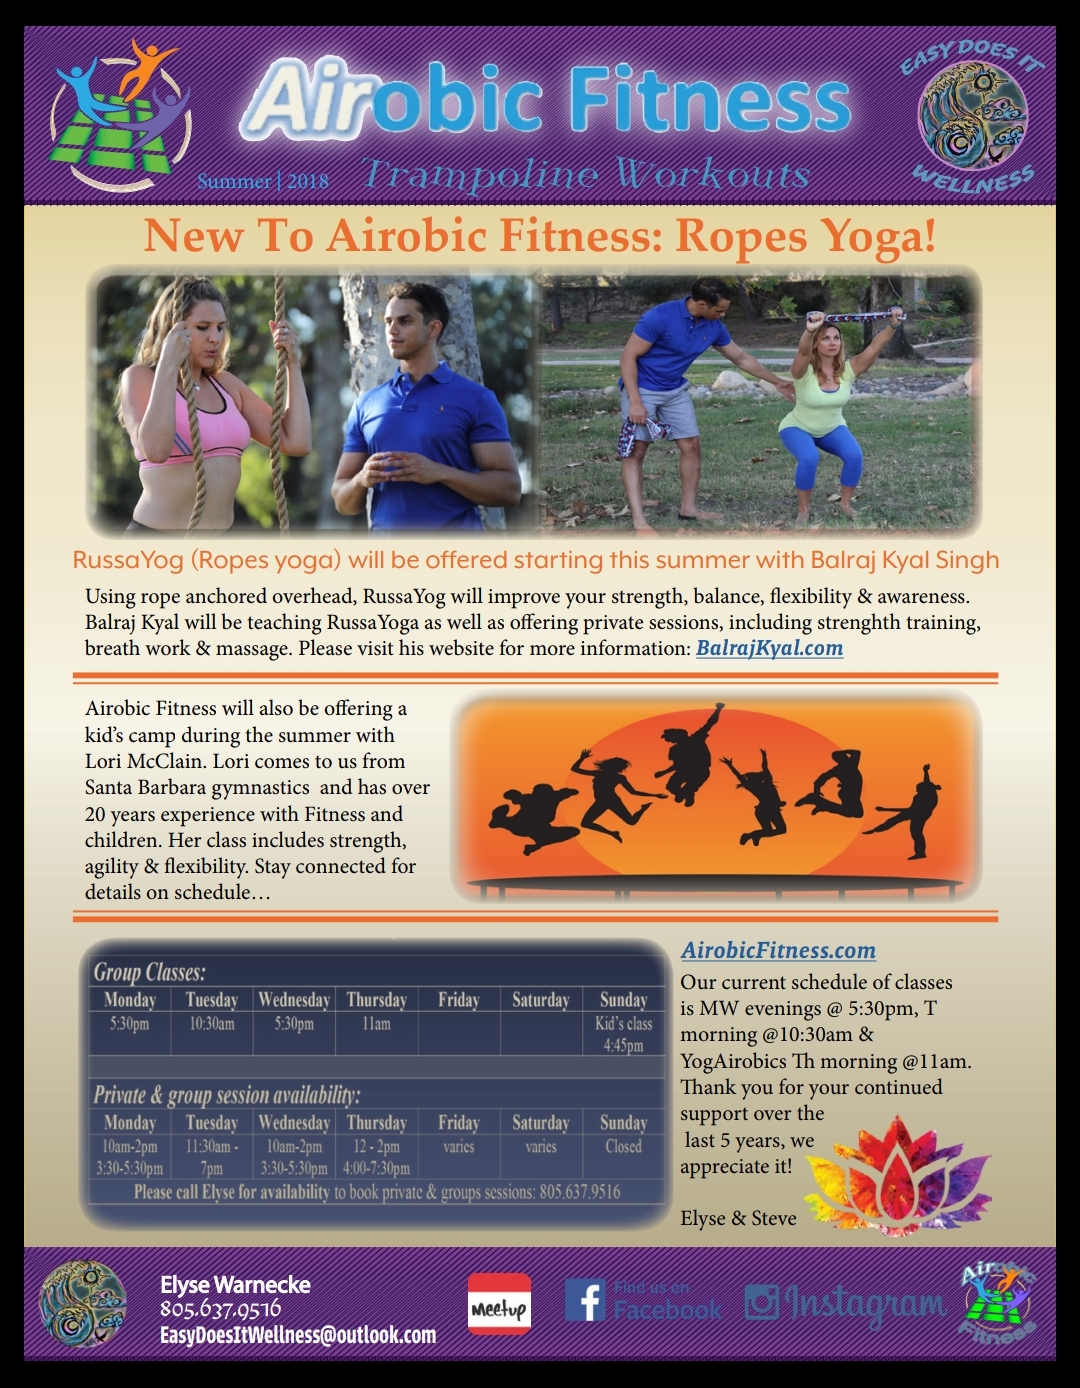 EASY DOES IT
WELLNESS
Airobic Fitness
Summer | 2018
Trampoline Workouts
New To Airobic Fitness: Ropes Yoga!
RussaYog (Ropes yoga) will be offered starting this summer with Balraj Kyal Singh
Using rope anchored overhead, RussaYog will improve your strength, balance, flexibility & awareness.
Balraj Kyal will be teaching RussaYoga as well as offering private sessions, including strenghth training,
breath work & massage. Please visit his website for more information: BalrajKyal.com
Airobic Fitness will also be offering a
kid's camp during the summer with
Lori McClain. Lori comes to us from
Santa Barbara gymnastics and has over
20 years experience with Fitness and
children. Her class includes strength,
agility & flexibility. Stay connected for
details on schedule…
Group Classes:
Monday Tuesday Wednesday Thursday Friday Saturday Sunday
5:30pm 10:30am 5:30pm 11am Kid's class
4:45pm
Private & group session availability:
Monday Tuesday Wednesday Thursday Friday Saturday Sunday
10am-2pm 11:30am - 10am-2pm 12 - 2pm varies varies Closed
3:30-5:30pm 7pm 3:30-5:30pm 4:00-7:30pm
Please call Elyse for availability to book private & groups sessions: 805.637.9516
AirobicFitness.com
Our current schedule of classes
is MW evenings @ 5:30pm, T
morning @10:30am &
YogAirobics Th morning @11am.
Thank you for your continued
support over the
last 5 years, we
appreciate it!
Elyse & Steve
Elyse Warnecke
805.637.9516
EasyDoesItWellness@outlook.com
Meetup
f
Find us on
Facebook
Instagram
Airobic
Fitness